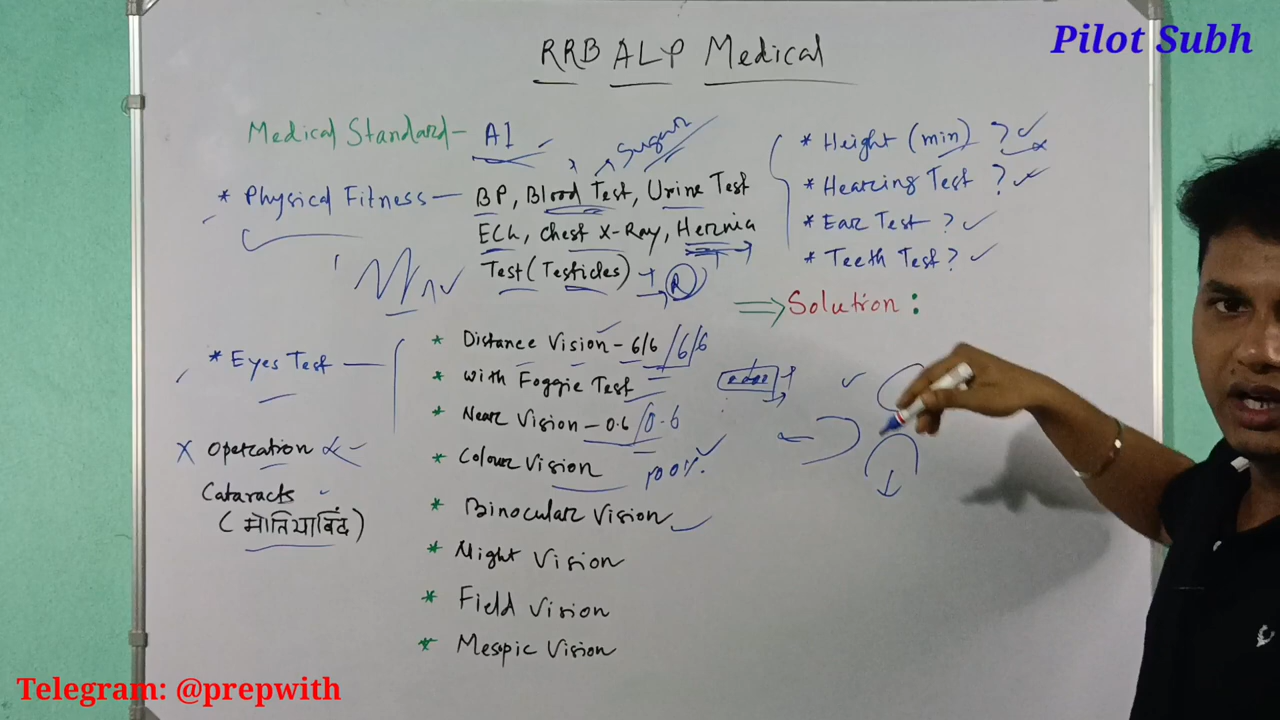 Pilot Subh
RRB ALP Medical
Medical Standard - A1
Sugar
* Physical Fitness - BP, Blood Test, Urine Test
ECG, Chest X-Ray, Hernia
Test (Testicles) + R
* Height (min) ?
* Hearing Test ?
* Ear Test ?
* Teeth Test ?
⇒ Solution :
* Eyes Test -
* Distance Vision - 6/6 / 6/6
* with Foggie Test
* Near Vision - 0.6 / 0.6
* Colour Vision 100%
* Binocular Vision
* Night Vision
* Field Vision
* Mesopic Vision
X Operation
Cataracts
(मोतियाबिंद)
Telegram: @prepwith